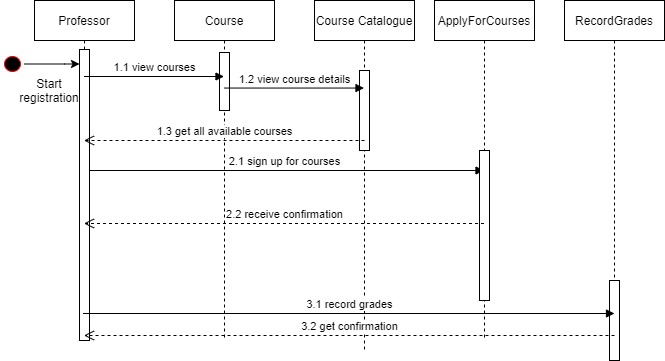 Professor
Course
Course Catalogue
ApplyForCourses
RecordGrades
Start
registration
1.1 view courses
1.2 view course details
1.3 get all available courses
2.1 sign up for courses
2.2 receive confirmation
3.1 record grades
3.2 get confirmation